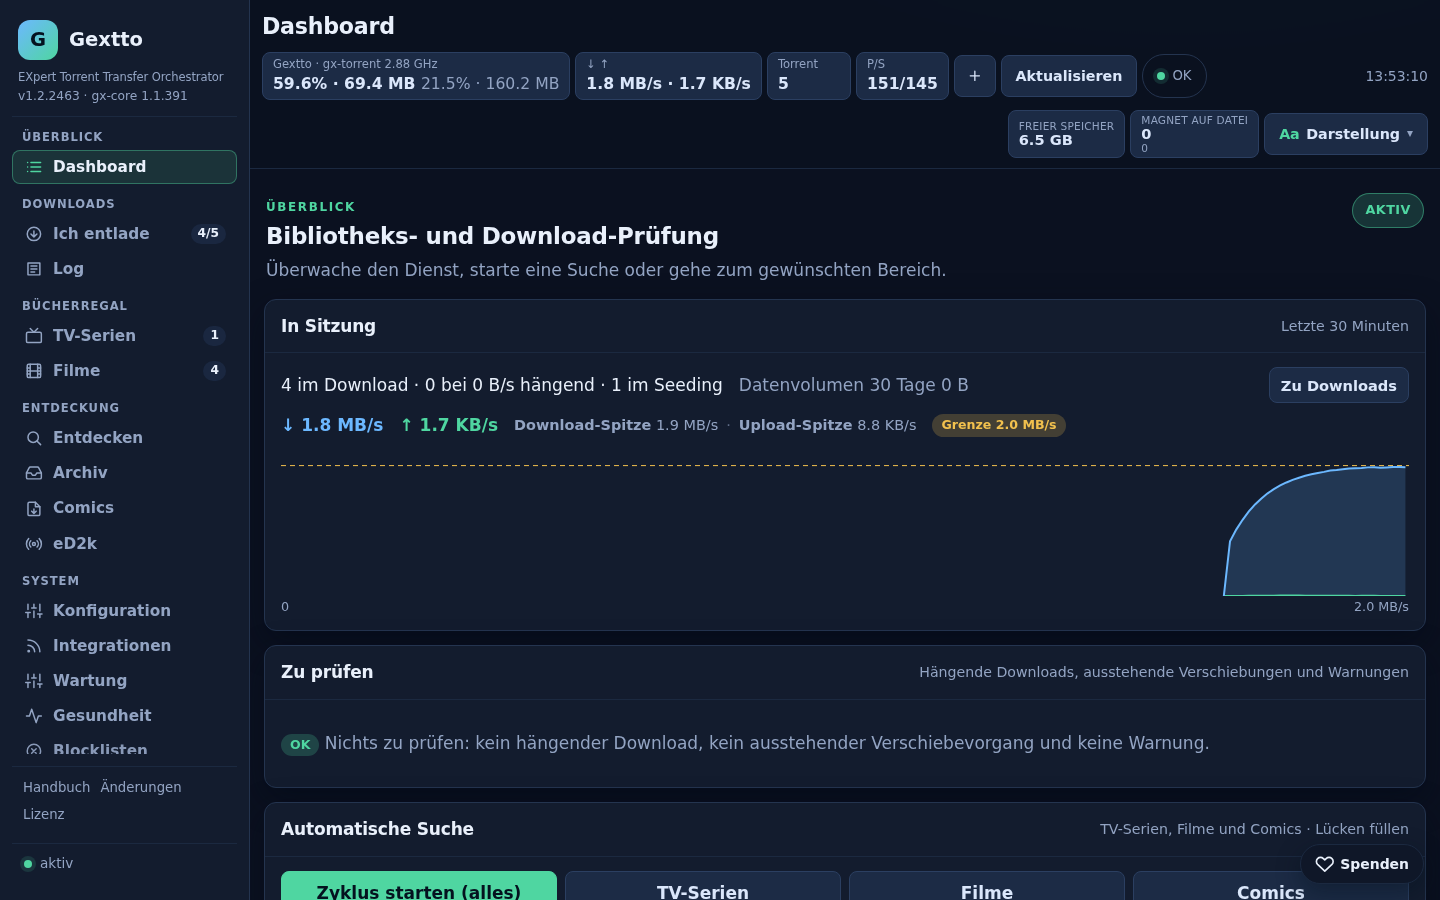 G Gextto
EXpert Torrent Transfer Orchestrator
v1.2.2463 · gx-core 1.1.391
ÜBERBLICK
Dashboard
DOWNLOADS
Ich entlade 4/5
Log
BÜCHERREGAL
TV-Serien 1
Filme 4
ENTDECKUNG
Entdecken
Archiv
Comics
eD2k
SYSTEM
Konfiguration
Integrationen
Wartung
Gesundheit
Blocklisten
Handbuch Änderungen
Lizenz
aktiv
Dashboard
Gextto · gx-torrent 2.88 GHz
59.6% · 69.4 MB 21.5% · 160.2 MB
↓ ↑
1.8 MB/s · 1.7 KB/s
Torrent
5
P/S
151/145
+
Aktualisieren
OK
13:53:10
FREIER SPEICHER
6.5 GB
MAGNET AUF DATEI
0
0
Aa Darstellung ▾
ÜBERBLICK
Bibliotheks- und Download-Prüfung
Überwache den Dienst, starte eine Suche oder gehe zum gewünschten Bereich.
AKTIV
In Sitzung
Letzte 30 Minuten
4 im Download · 0 bei 0 B/s hängend · 1 im Seeding Datenvolumen 30 Tage 0 B
Zu Downloads
↓ 1.8 MB/s ↑ 1.7 KB/s Download-Spitze 1.9 MB/s · Upload-Spitze 8.8 KB/s Grenze 2.0 MB/s
0
2.0 MB/s
Zu prüfen
Hängende Downloads, ausstehende Verschiebungen und Warnungen
OK Nichts zu prüfen: kein hängender Download, kein ausstehender Verschiebevorgang und keine Warnung.
Automatische Suche
TV-Serien, Filme und Comics · Lücken füllen
Zyklus starten (alles)
TV-Serien
Filme
Comics
Spenden